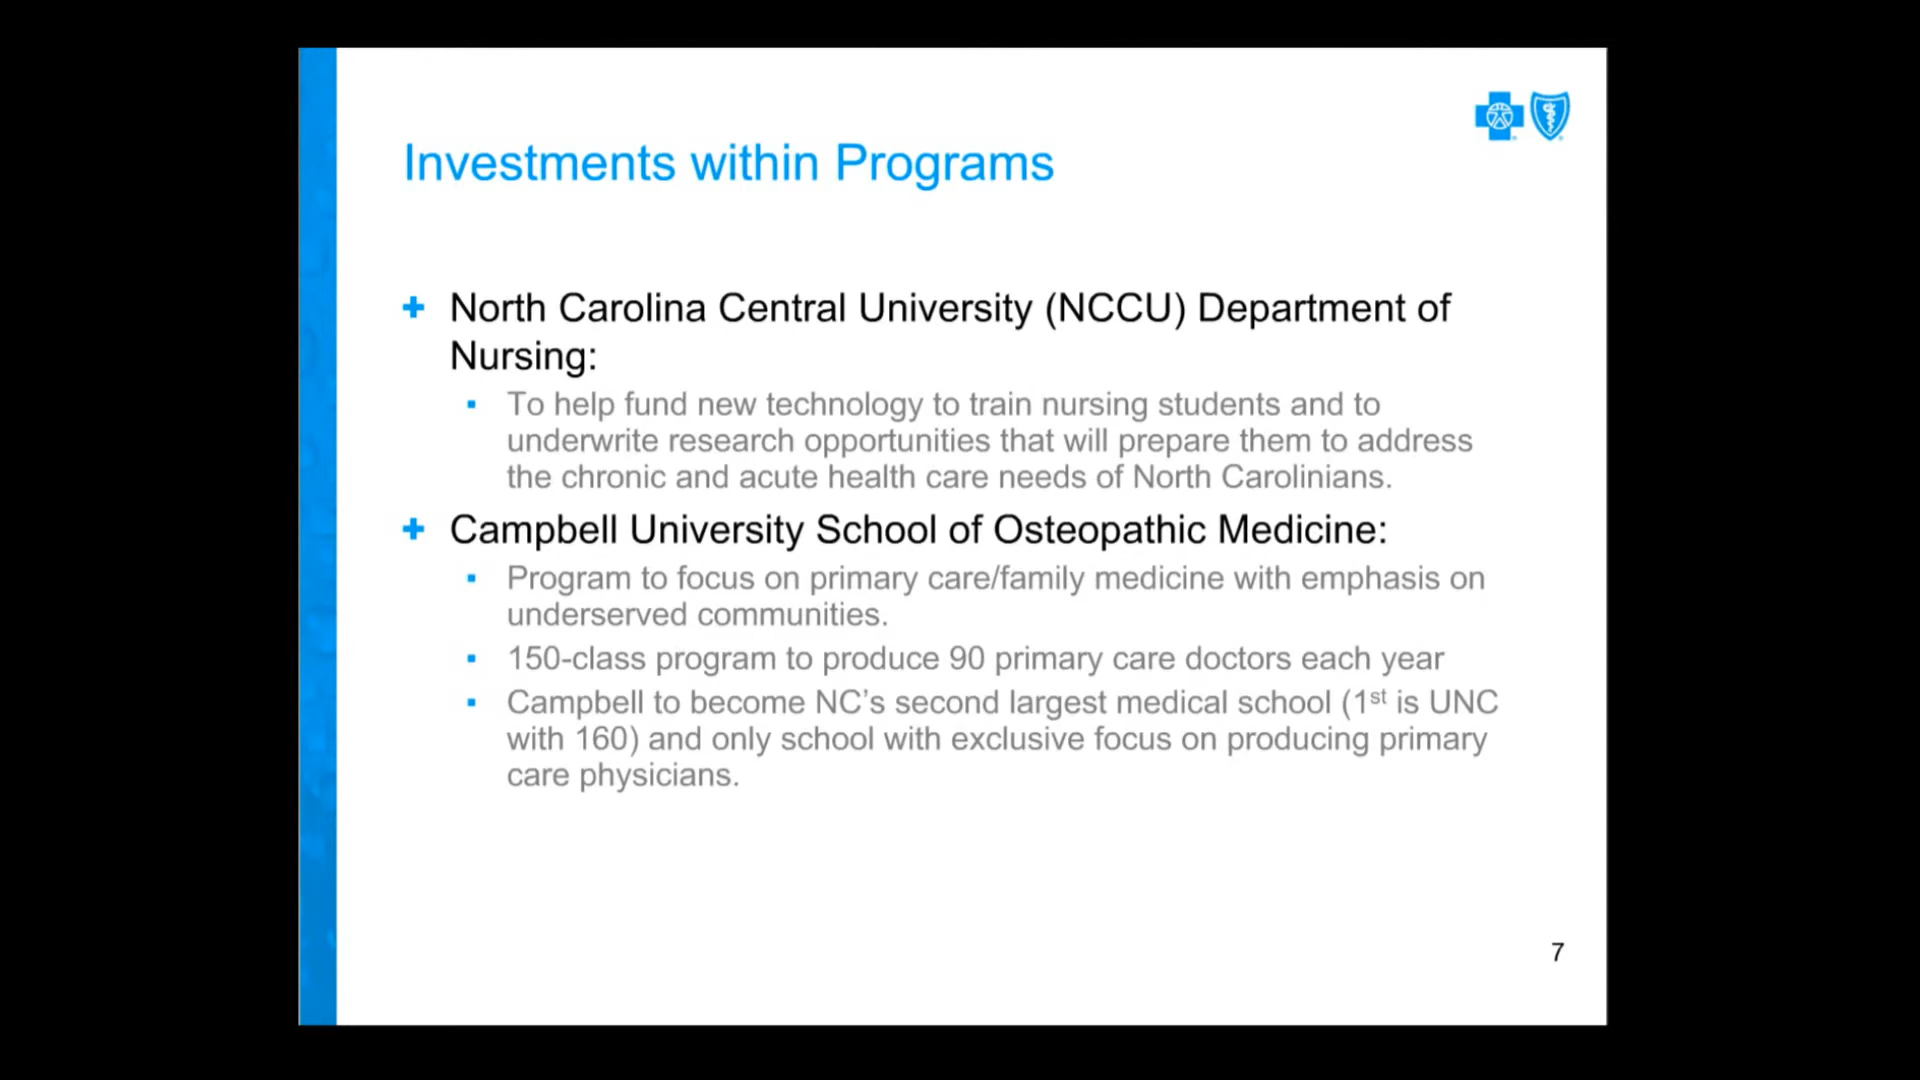 Investments within Programs
North Carolina Central University (NCCU) Department of
Nursing:
To help fund new technology to train nursing students and to
underwrite research opportunities that will prepare them to address
the chronic and acute health care needs of North Carolinians.
Campbell University School of Osteopathic Medicine:
Program to focus on primary care/family medicine with emphasis on
underserved communities.
150-class program to produce 90 primary care doctors each year
Campbell to become NC’s second largest medical school (1st is UNC
with 160) and only school with exclusive focus on producing primary
care physicians.
7